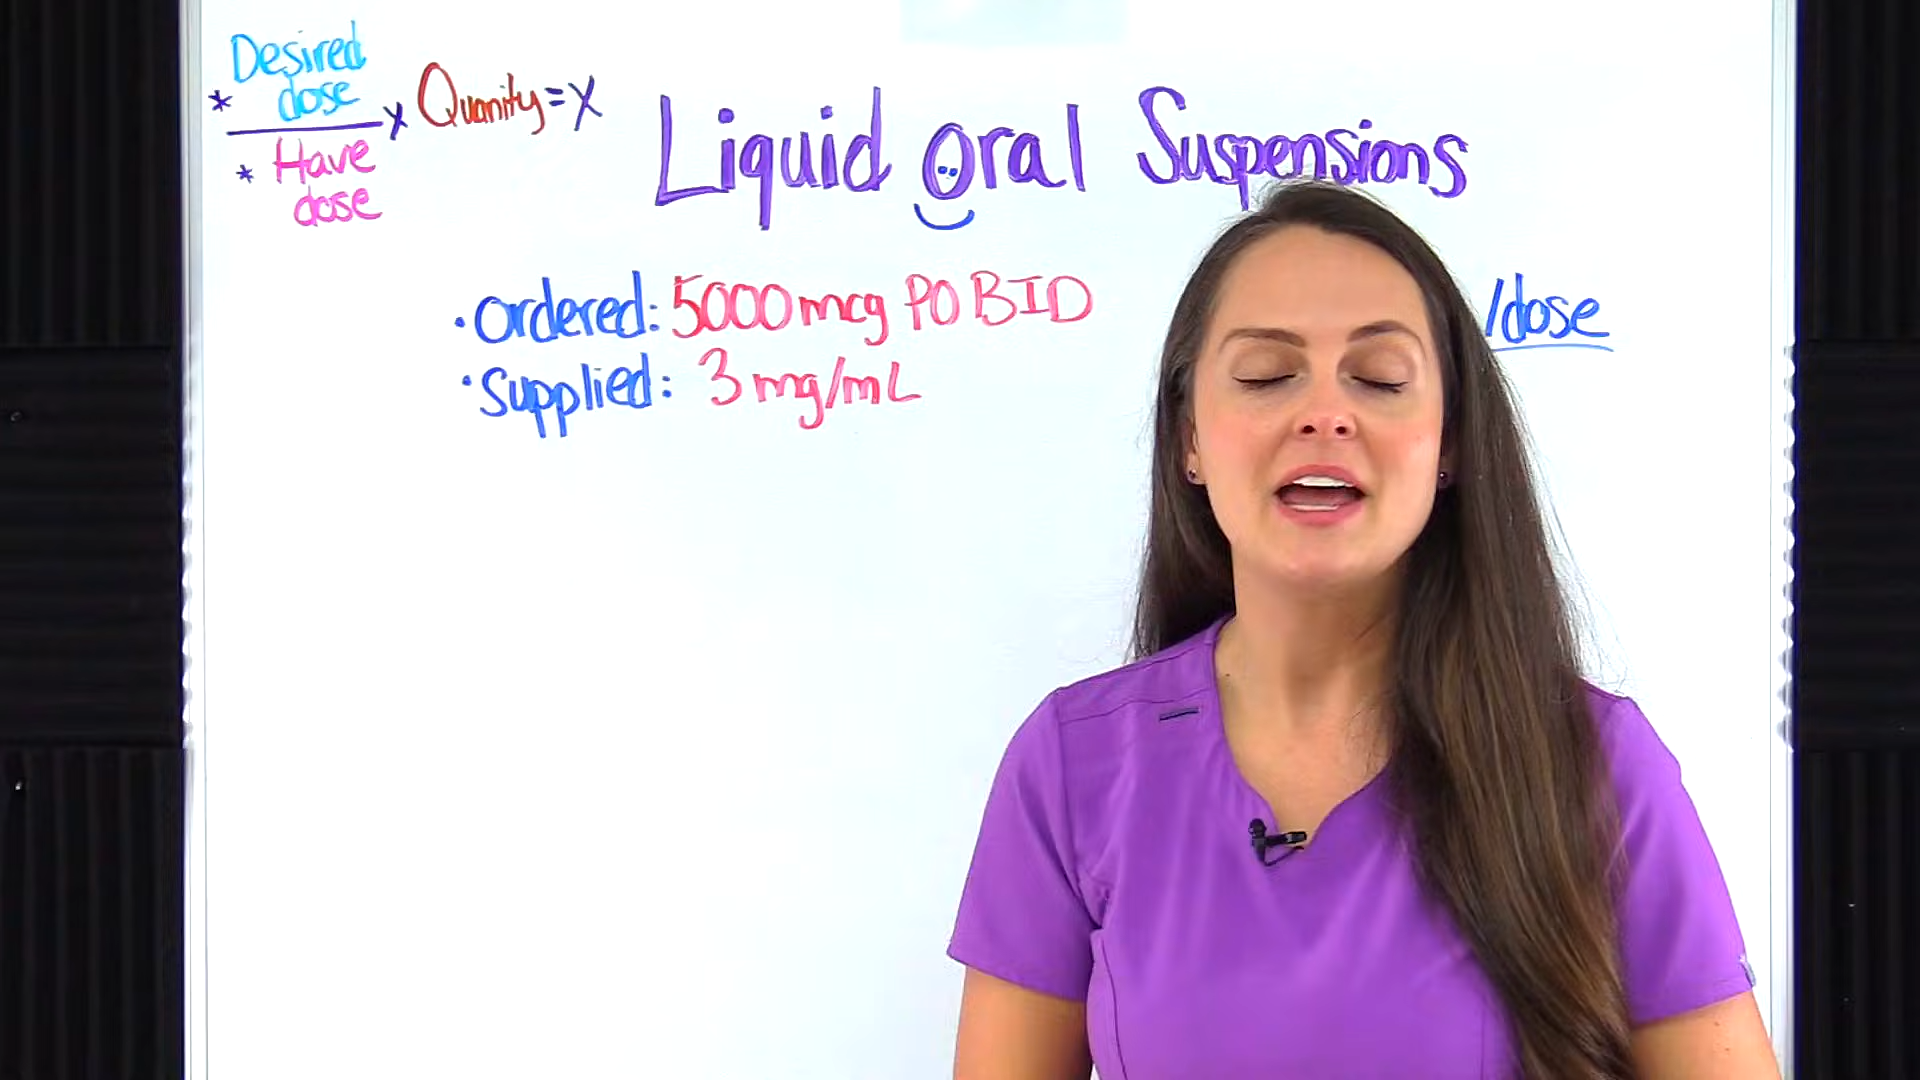 * Desired dose
x Quanity = X
* Have dose
Liquid oral Suspensions
• Ordered: 5000 mcg PO BID
/dose
• Supplied: 3 mg/mL